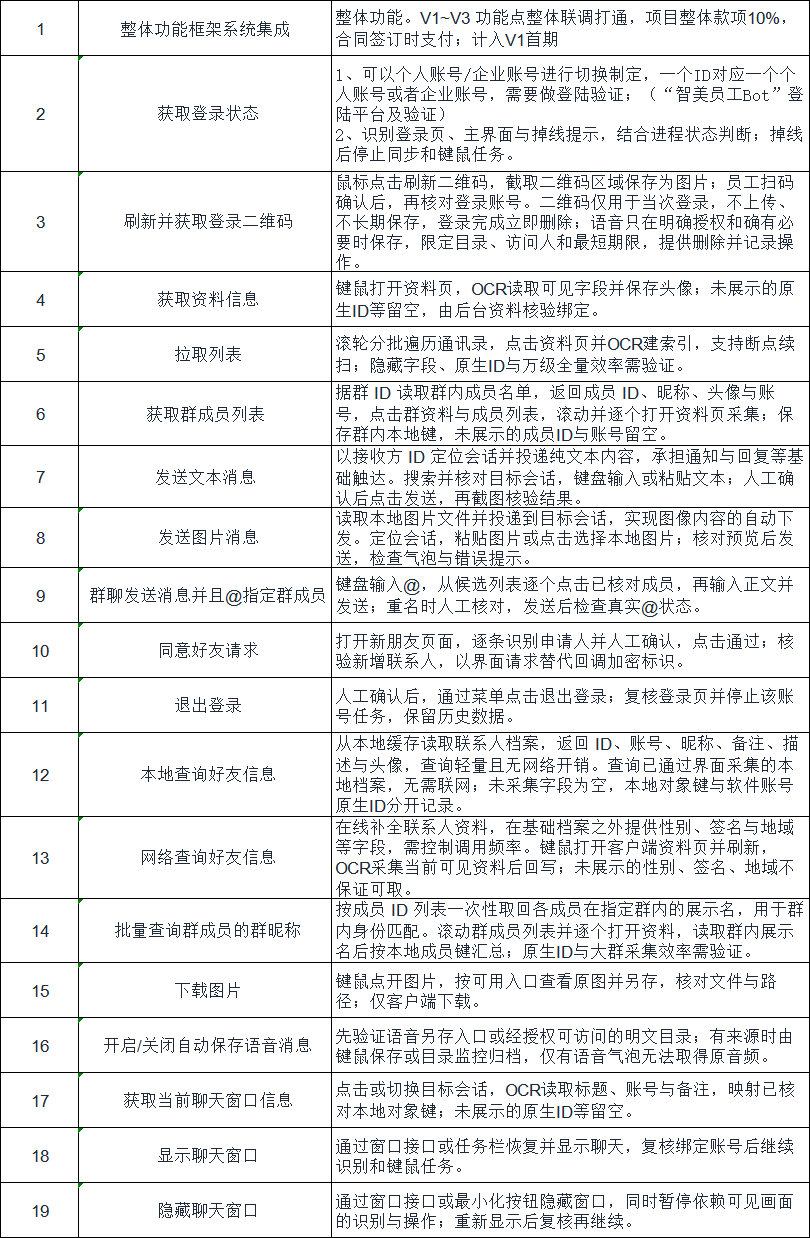 1
整体功能框架系统集成
整体功能。V1~V3 功能点整体联调打通，项目整体款项10%，
合同签订时支付；计入V1首期
2
获取登录状态
1、可以个人账号/企业账号进行切换制定，一个ID对应一个个
人账号或者企业账号，需要做登陆验证；（“智美员工Bot”登
陆平台及验证）
2、识别登录页、主界面与掉线提示，结合进程状态判断；掉线
后停止同步和键鼠任务。
3
刷新并获取登录二维码
鼠标点击刷新二维码，截取二维码区域保存为图片；员工扫码
确认后，再核对登录账号。二维码仅用于当次登录，不上传、
不长期保存，登录完成立即删除；语音只在明确授权和确有必
要时保存，限定目录、访问人和最短期限，提供删除并记录操
作。
4
获取资料信息
键鼠打开资料页，OCR读取可见字段并保存头像；未展示的原
生ID等留空，由后台资料核验绑定。
5
拉取列表
滚轮分批遍历通讯录，点击资料页并OCR建索引，支持断点续
扫；隐藏字段、原生ID与万级全量效率需验证。
6
获取群成员列表
据群 ID 读取群内成员名单，返回成员 ID、昵称、头像与账
号，点击群资料与成员列表，滚动并逐个打开资料页采集；保
存群内本地键，未展示的成员ID与账号留空。
7
发送文本消息
以接收方 ID 定位会话并投递纯文本内容，承担通知与回复等基
础触达。搜索并核对目标会话，键盘输入或粘贴文本；人工确
认后点击发送，再截图核验结果。
8
发送图片消息
读取本地图片文件并投递到目标会话，实现图像内容的自动下
发。定位会话，粘贴图片或点击选择本地图片；核对预览后发
送，检查气泡与错误提示。
9
群聊发送消息并且@指定群成员
键盘输入@，从候选列表逐个点击已核对成员，再输入正文并
发送；重名时人工核对，发送后检查真实@状态。
10
同意好友请求
打开新朋友页面，逐条识别申请人并人工确认，点击通过；核
验新增联系人，以界面请求替代回调加密标识。
11
退出登录
人工确认后，通过菜单点击退出登录；复核登录页并停止该账
号任务，保留历史数据。
12
本地查询好友信息
从本地缓存读取联系人档案，返回 ID、账号、昵称、备注、描
述与头像，查询轻量且无网络开销。查询已通过界面采集的本
地档案，无需联网；未采集字段为空，本地对象键与软件账号
原生ID分开记录。
13
网络查询好友信息
在线补全联系人资料，在基础档案之外提供性别、签名与地域
等字段，需控制调用频率。键鼠打开客户端资料页并刷新，
OCR采集当前可见资料后回写；未展示的性别、签名、地域不
保证可取。
14
批量查询群成员的群昵称
按成员 ID 列表一次性取回各成员在指定群内的展示名，用于群
内身份匹配。滚动群成员列表并逐个打开资料，读取群内展示
名后按本地成员键汇总；原生ID与大群采集效率需验证。
15
下载图片
键鼠点开图片，按可用入口查看原图并另存，核对文件与路
径；仅客户端下载。
16
开启/关闭自动保存语音消息
先验证语音另存入口或经授权可访问的明文目录；有来源时由
键鼠保存或目录监控归档，仅有语音气泡无法取得原音频。
17
获取当前聊天窗口信息
点击或切换目标会话，OCR读取标题、账号与备注，映射已核
对本地对象键；未展示的原生ID等留空。
18
显示聊天窗口
通过窗口接口或任务栏恢复并显示聊天，复核绑定账号后继续
识别和键鼠任务。
19
隐藏聊天窗口
通过窗口接口或最小化按钮隐藏窗口，同时暂停依赖可见画面
的识别与操作；重新显示后复核再继续。